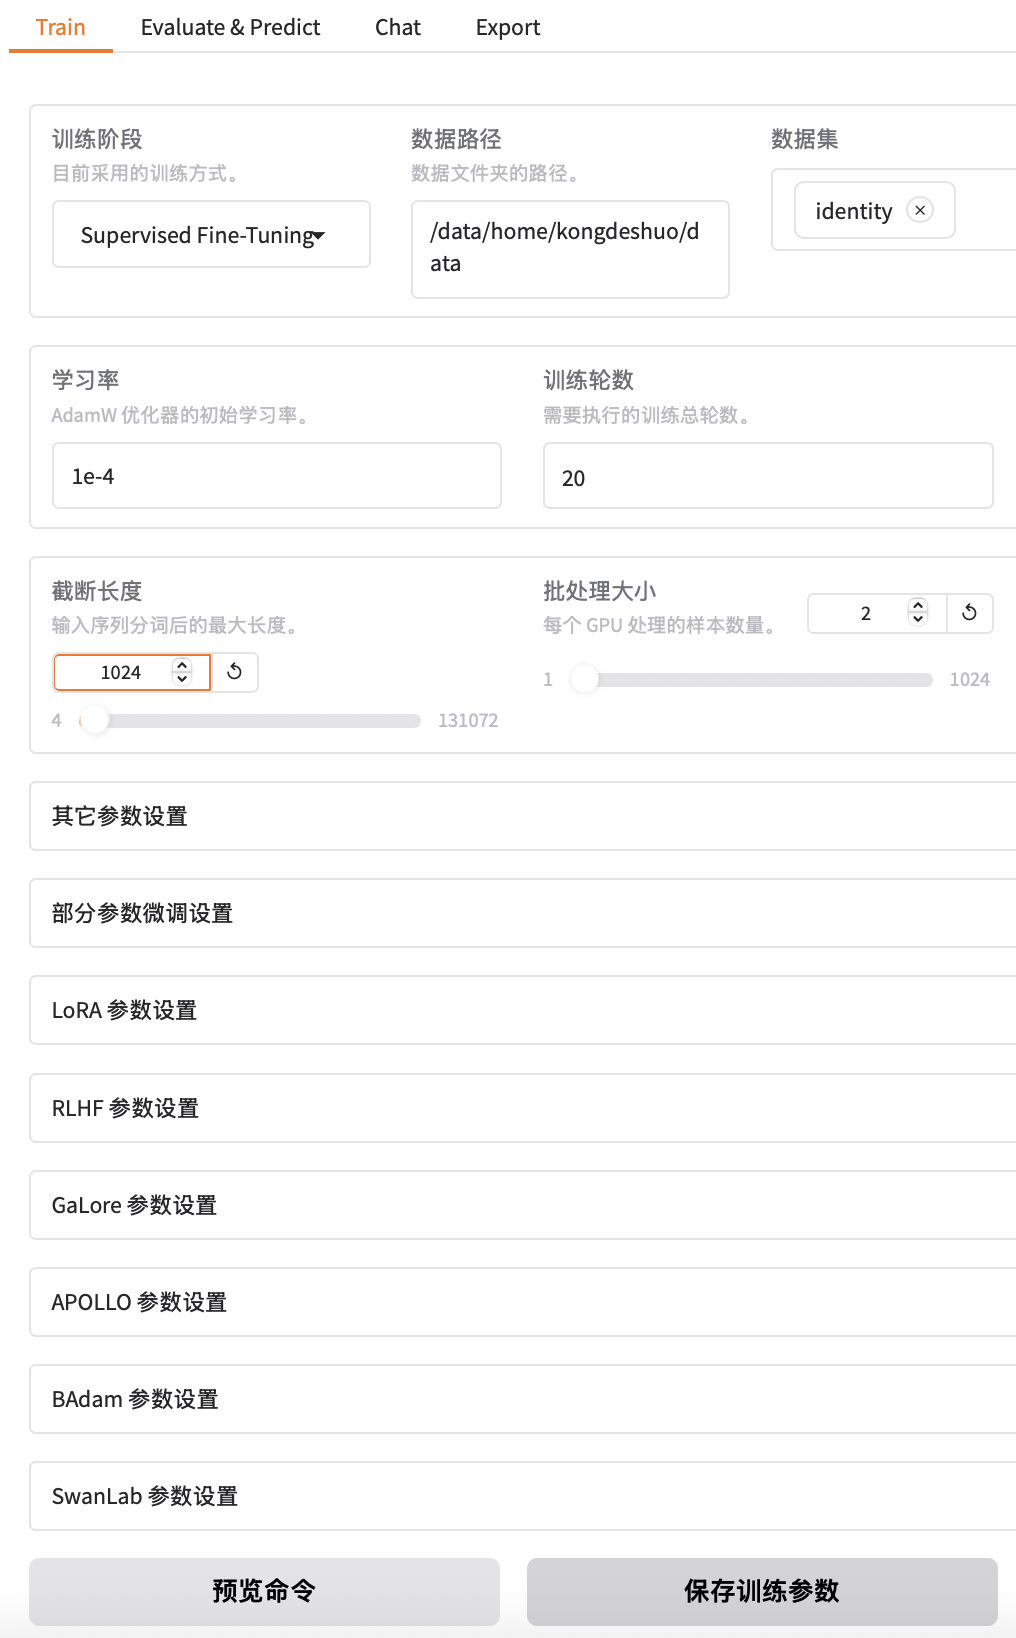 Train Evaluate & Predict Chat Export
训练阶段
目前采用的训练方式。
Supervised Fine-Tuning
数据路径
数据文件夹的路径。
/data/home/kongdeshuo/d
ata
数据集
identity
学习率
AdamW 优化器的初始学习率。
1e-4
训练轮数
需要执行的训练总轮数。
20
截断长度
输入序列分词后的最大长度。
1024
4 131072
批处理大小
每个 GPU 处理的样本数量。
2
1 1024
其它参数设置
部分参数微调设置
LoRA 参数设置
RLHF 参数设置
GaLore 参数设置
APOLLO 参数设置
BAdam 参数设置
SwanLab 参数设置
预览命令 保存训练参数